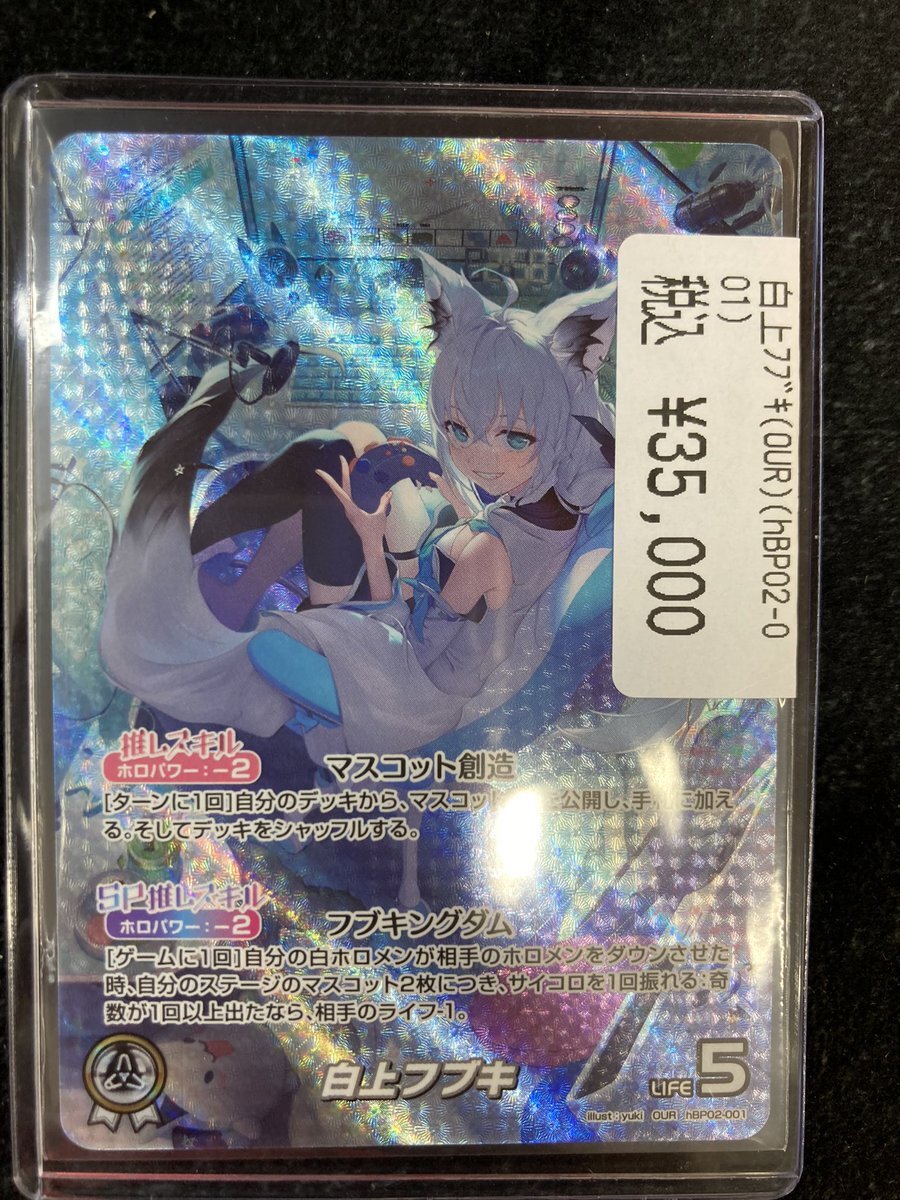 白上ﾌﾌﾞｷ(OUR)(hBP02-0
01)
税込 ¥35,000
推しスキル
ホロパワー:-2
マスコット創造
[ターンに1回]自分のデッキから、マスコット 公開し、手札に加え
る。そしてデッキをシャッフルする。
SP推しスキル
ホロパワー:-2
フブキングダム
[ゲームに1回]自分の白ホロメンが相手のホロメンをダウンさせた
時、自分のステージのマスコット2枚につき、サイコロを1回振れる:奇
数が1回以上出たなら、相手のライフ-1。
白上フブキ
LIFE 5
illust:yuki OUR hBP02-001